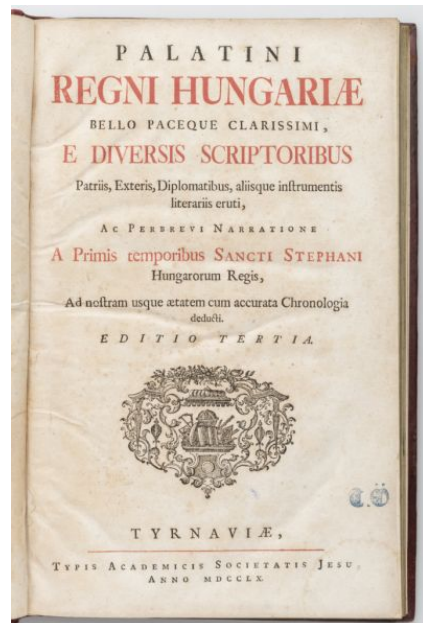 PALATINI
REGNI HUNGARIÆ
BELLO PACEQUE CLARISSIMI,
E DIVERSIS SCRIPTORIBUS
Patriis, Exteris, Diplomatibus, aliisque inſtrumentis
literariis eruti,
AC PERBREVI NARRATIONE
A Primis temporibus SANCTI STEPHANI
Hungarorum Regis,
Ad noſtram usque ætatem cum accurata Chronologia
deducti.
EDITIO TERTIA.
TYRNAVIÆ,
TYPIS ACADEMICIS SOCIETATIS JESU,
ANNO MDCCLX.